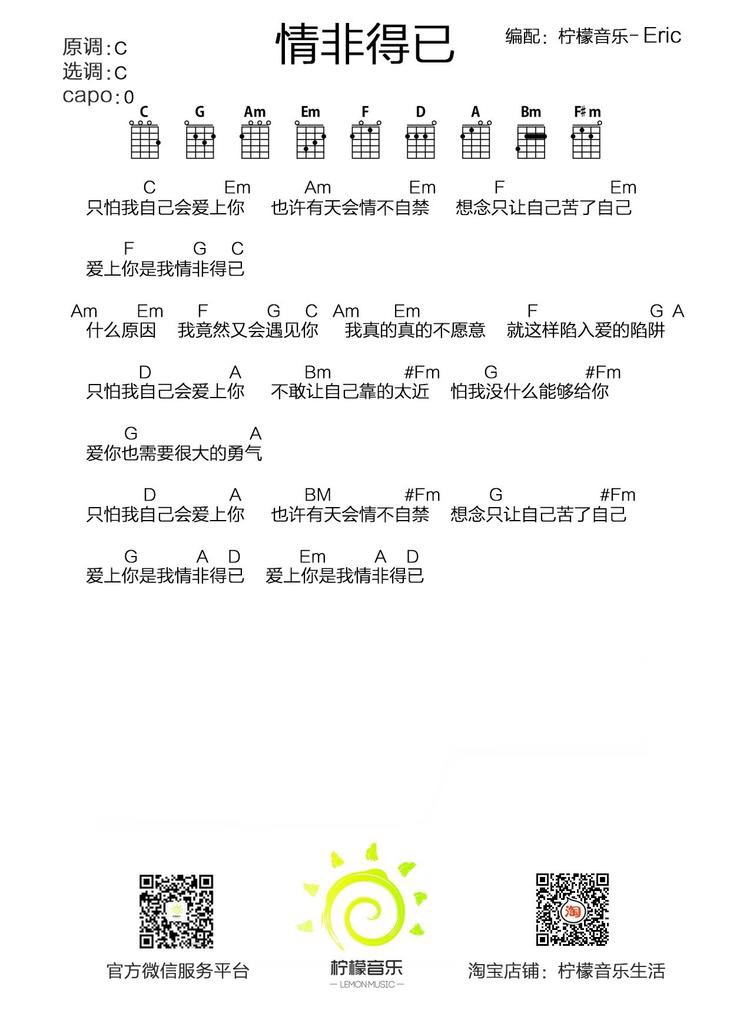 情非得已
编配：柠檬音乐-Eric
原调:C
选调:C
capo:0
C G Am Em F D A Bm F#m
C Em Am Em F Em
只怕我自己会爱上你 也许有天会情不自禁 想念只让自己苦了自己
F G C
爱上你是我情非得已
Am Em F G C Am Em F G A
什么原因 我竟然又会遇见你 我真的真的不愿意 就这样陷入爱的陷阱
D A Bm #Fm G #Fm
只怕我自己会爱上你 不敢让自己靠的太近 怕我没什么能够给你
G A
爱你也需要很大的勇气
D A BM #Fm G #Fm
只怕我自己会爱上你 也许有天会情不自禁 想念只让自己苦了自己
G A D Em A D
爱上你是我情非得已 爱上你是我情非得已
淘
柠檬音乐
LEMON MUSIC
官方微信服务平台
淘宝店铺：柠檬音乐生活